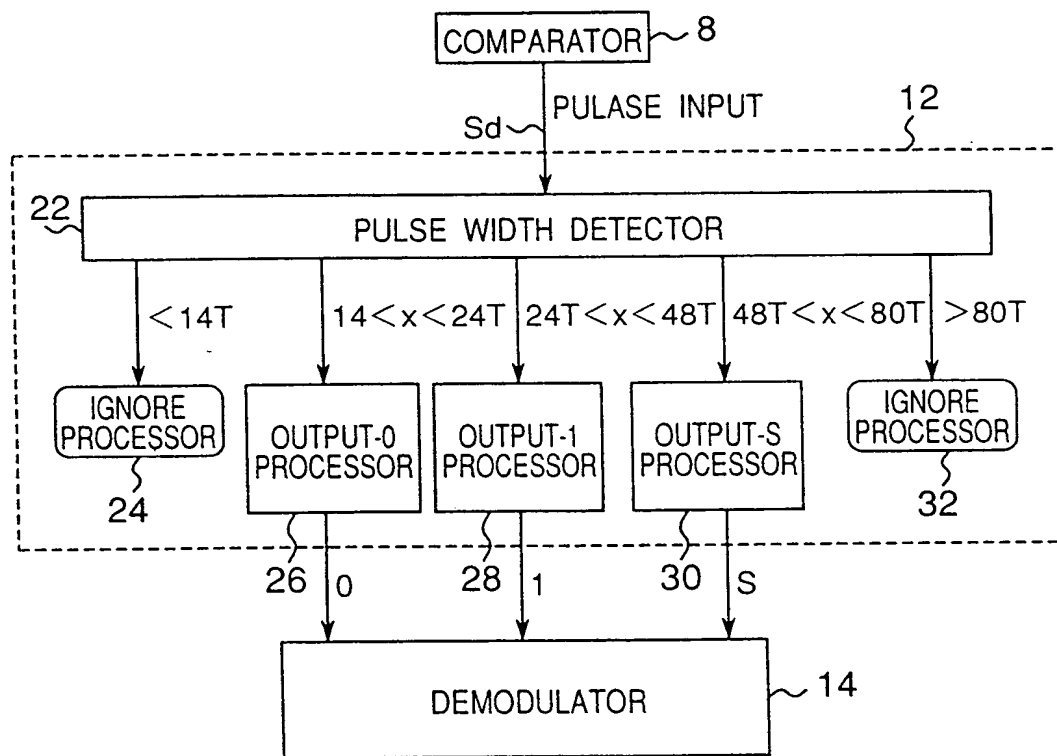 COMPARATOR 8
PULASE INPUT
Sd
12
22
PULSE WIDTH DETECTOR
<14T
14<x<24T
24T<x<48T
48T<x<80T
>80T
IGNORE
PROCESSOR
OUTPUT-0
PROCESSOR
OUTPUT-1
PROCESSOR
OUTPUT-S
PROCESSOR
IGNORE
PROCESSOR
24
26
28
30
32
0
1
S
DEMODULATOR
14